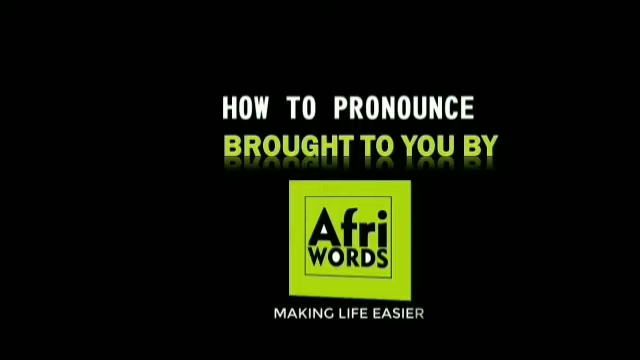 HOW TO PRONOUNCE
BROUGHT TO YOU BY
Afri
WORDS
MAKING LIFE EASIER